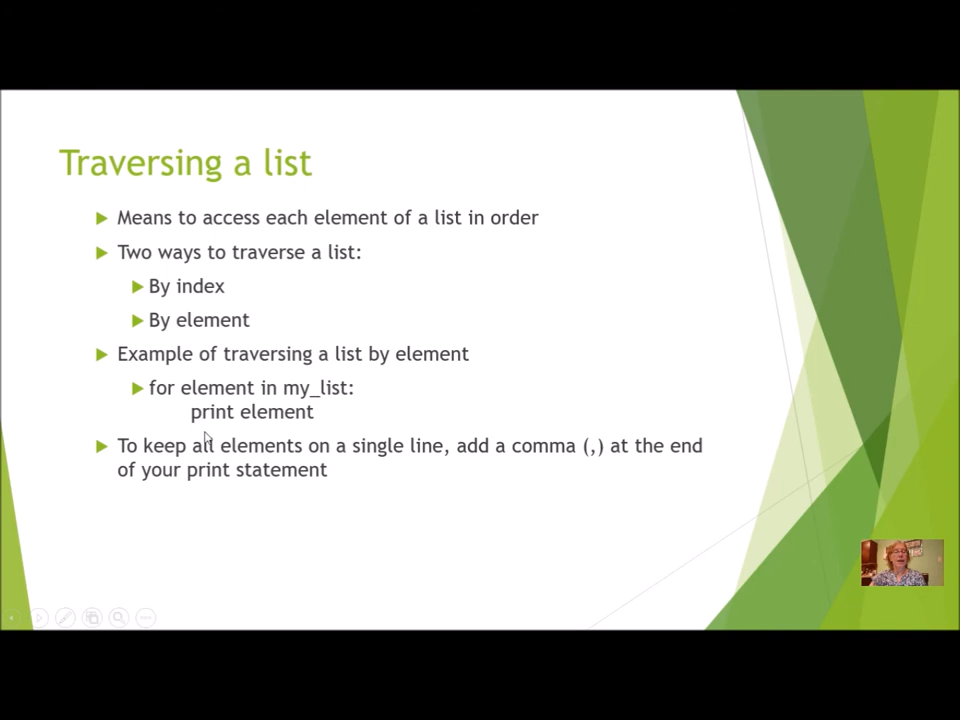 Traversing a list
Means to access each element of a list in order
Two ways to traverse a list:
By index
By element
Example of traversing a list by element
for element in my_list:
print element
To keep all elements on a single line, add a comma (,) at the end
of your print statement